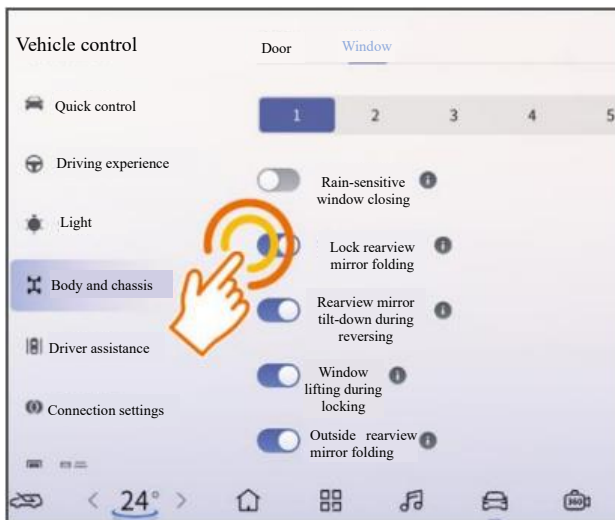 Vehicle control
Door
Window
Quick control
1
2
3
4
5
Driving experience
Rain-sensitive
window closing
Light
Lock rearview
mirror folding
Body and chassis
Rearview mirror
tilt-down during
reversing
Driver assistance
Window
lifting during
locking
Connection settings
Outside rearview
mirror folding
< 24° >
360